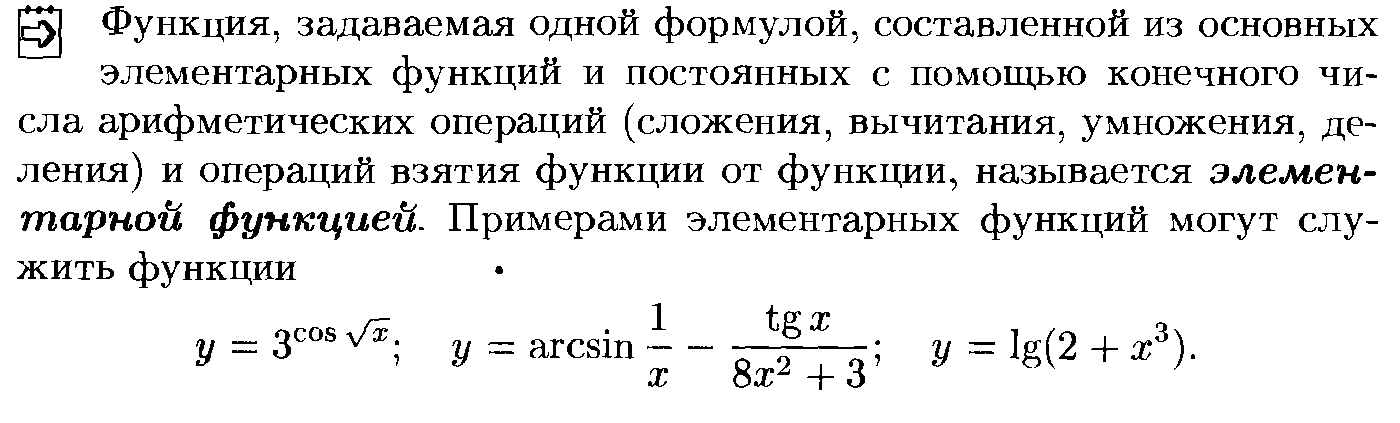 Функция, задаваемая одной формулой, составленной из основных
элементарных функций и постоянных с помощью конечного чи-
сла арифметических операций (сложения, вычитания, умножения, де-
ления) и операций взятия функции от функции, называется элемен-
тарной функцией. Примерами элементарных функций могут слу-
жить функции
y = 3^{cos √x}; y = arcsin \frac{1}{x} − \frac{tg x}{8x² + 3}; y = lg(2 + x³).